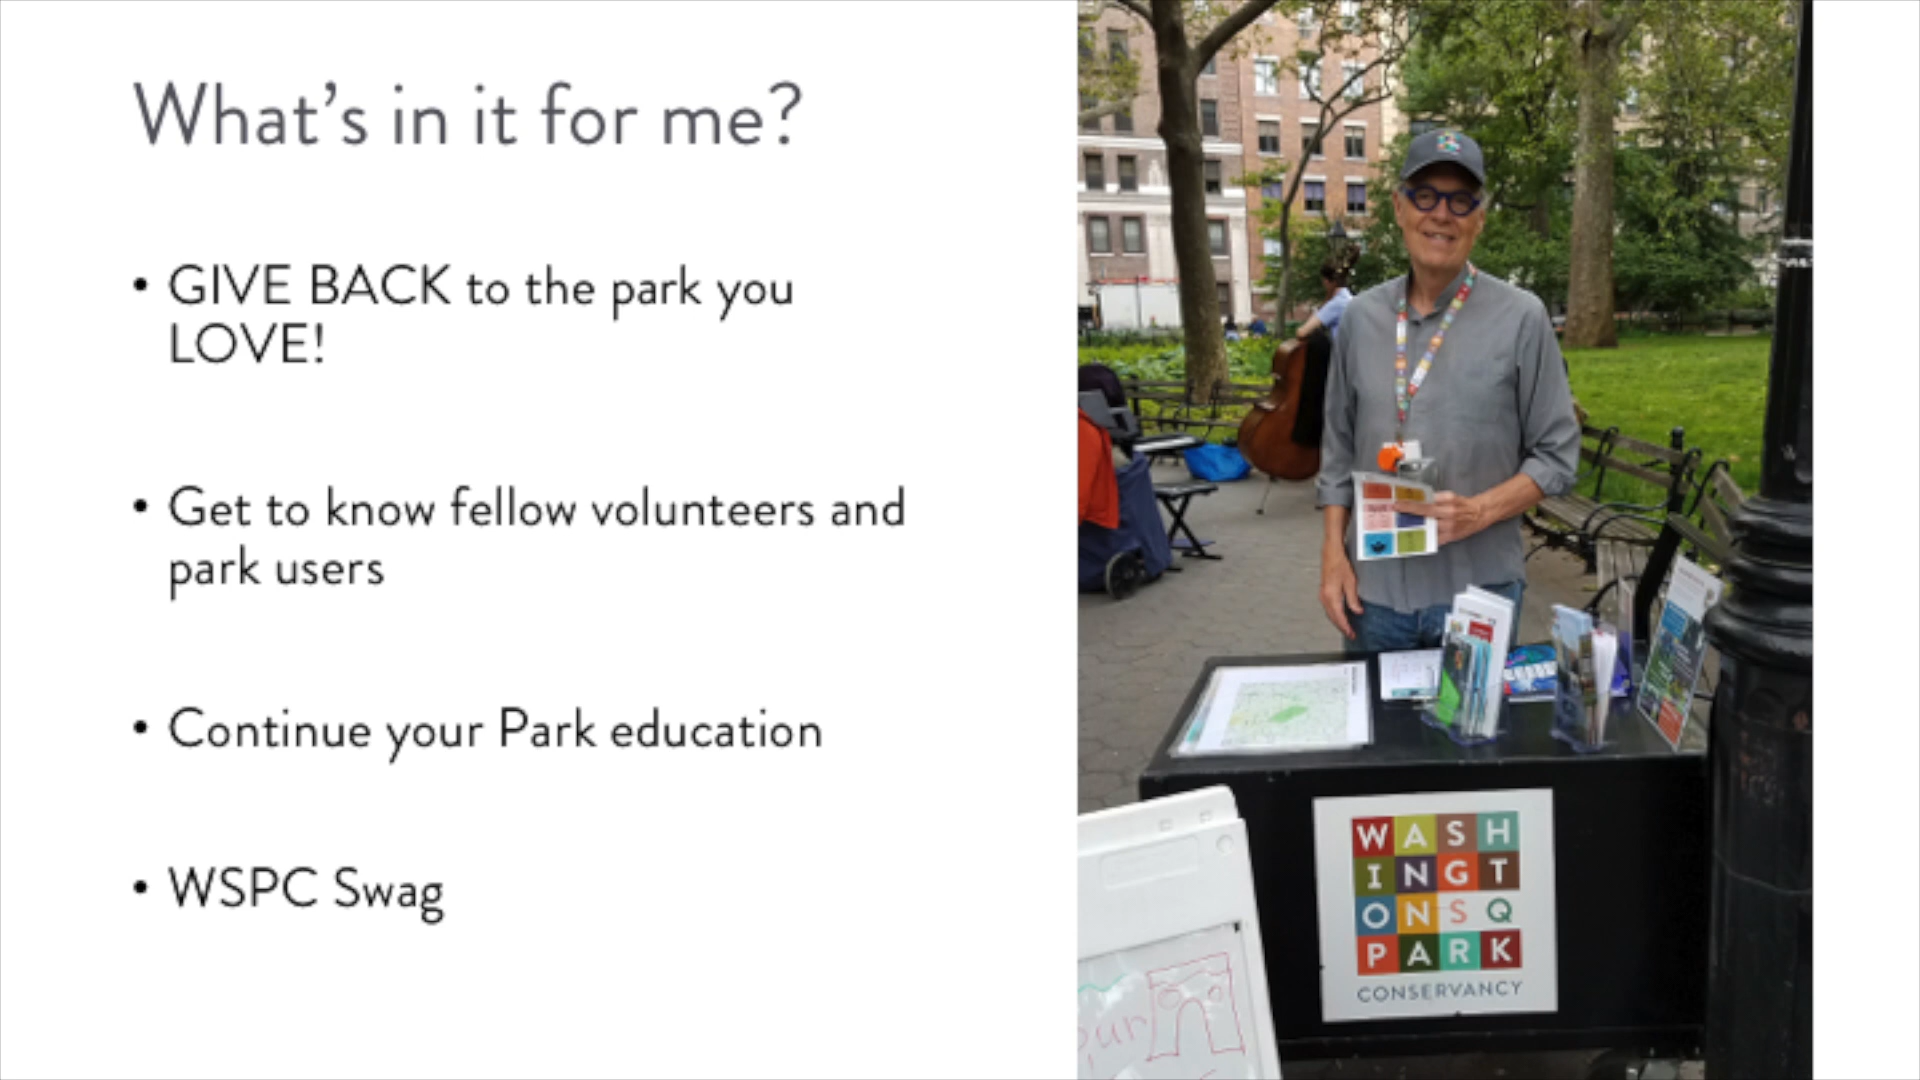 What's in it for me?
• GIVE BACK to the park you
LOVE!
• Get to know fellow volunteers and
park users
• Continue your Park education
• WSPC Swag
WASH
INGT
ONSQ
PARK
CONSERVANCY